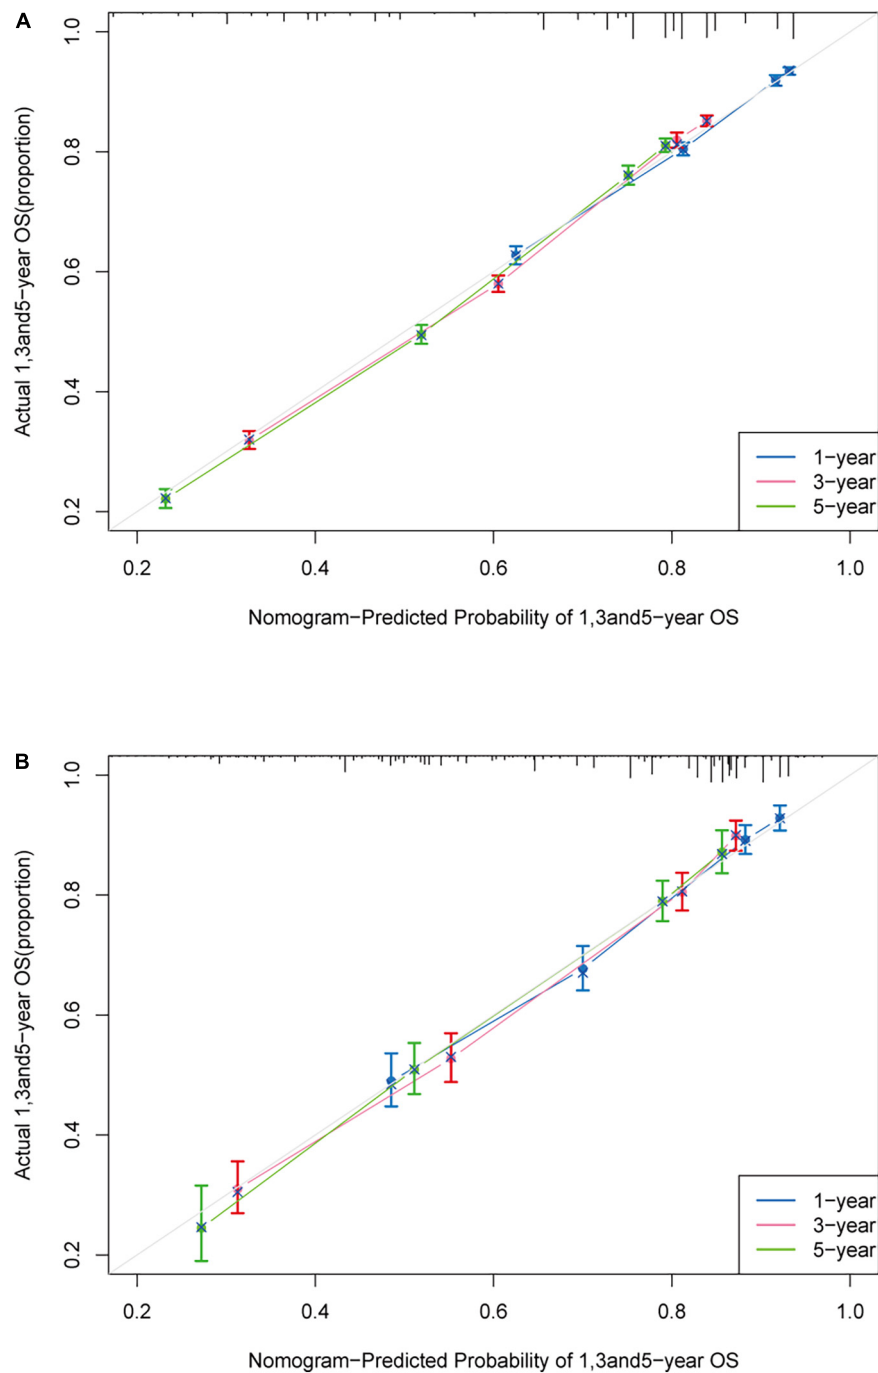 A
1.0
0.8
0.6
0.4
0.2
Actual 1,3and5−year OS(proportion)
1−year
3−year
5−year
0.2 0.4 0.6 0.8 1.0
Nomogram−Predicted Probability of 1,3and5−year OS
B
1.0
0.8
0.6
0.4
0.2
Actual 1,3and5−year OS(proportion)
1−year
3−year
5−year
0.2 0.4 0.6 0.8 1.0
Nomogram−Predicted Probability of 1,3and5−year OS